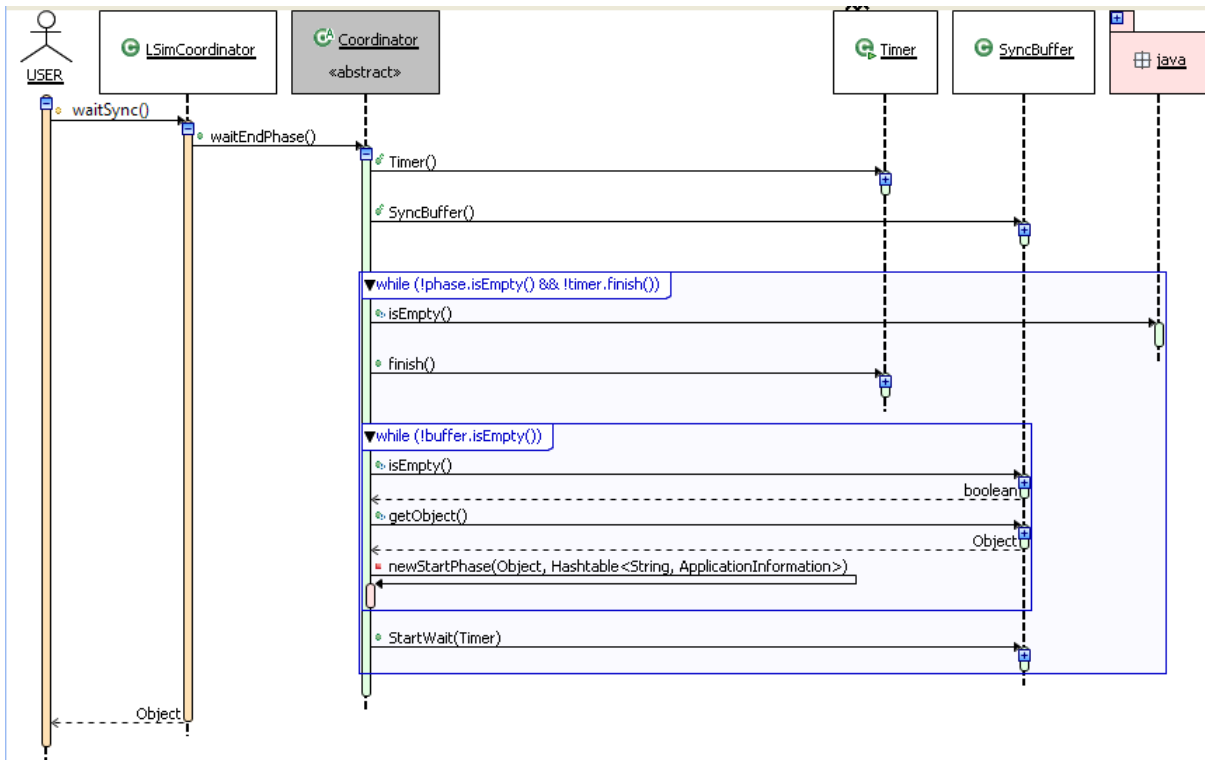 USER
LSimCoordinator
Coordinator
«abstract»
Timer
SyncBuffer
java
waitSync()
waitEndPhase()
Timer()
SyncBuffer()
while (!phase.isEmpty() && !timer.finish())
isEmpty()
finish()
while (!buffer.isEmpty())
isEmpty()
boolean
getObject()
Object
newStartPhase(Object, Hashtable<String, ApplicationInformation>)
StartWait(Timer)
Object